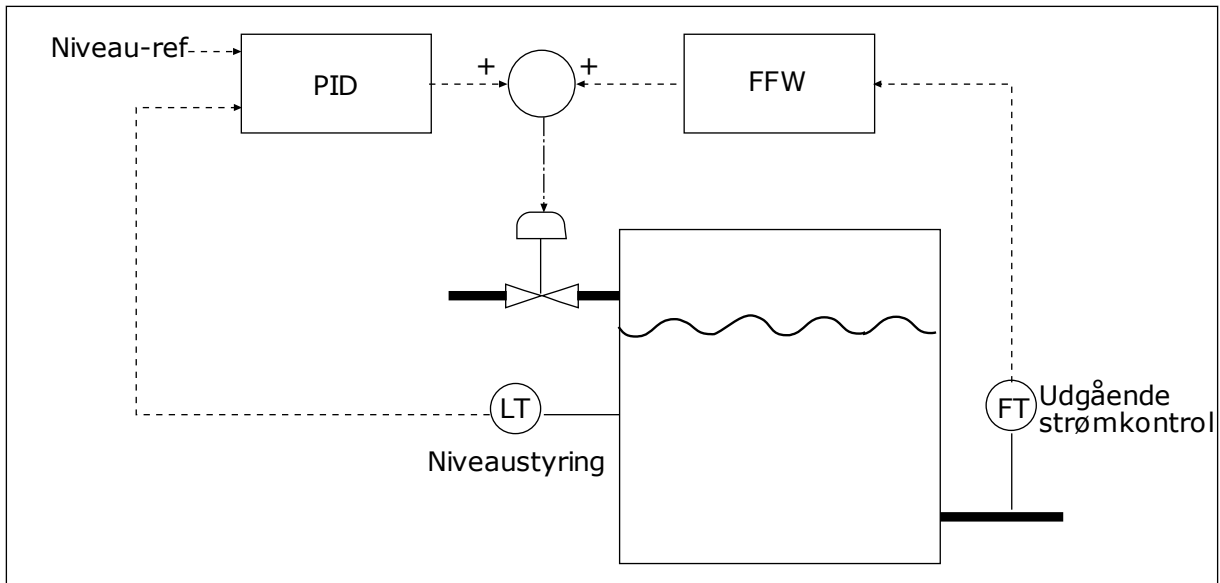 Niveau-ref
PID
+
+
FFW
LT
Niveaustyring
FT
Udgående
strømkontrol